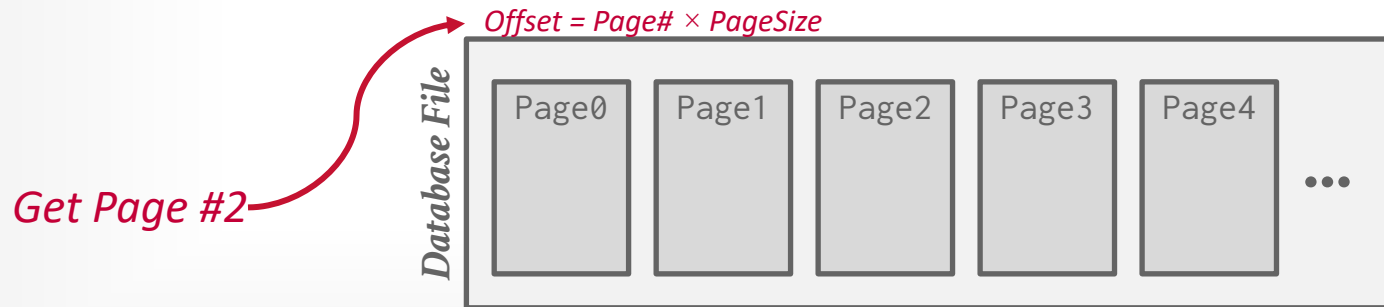 Offset = Page# × PageSize
Database File
Page0 Page1 Page2 Page3 Page4
•••
Get Page #2